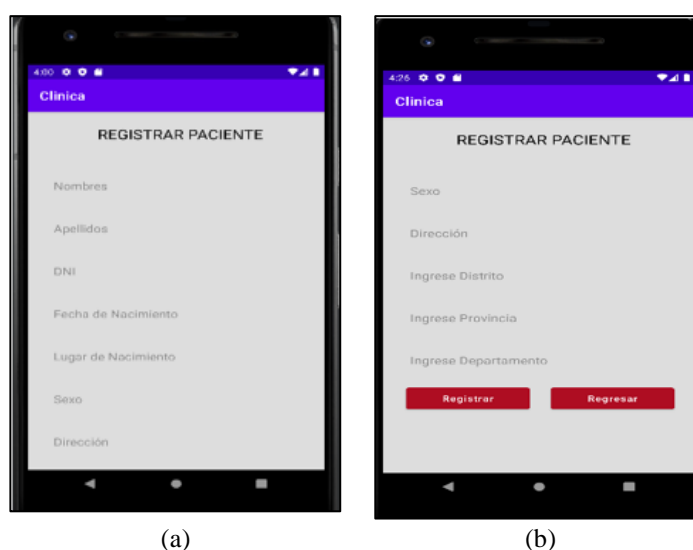 4:00
Clinica
REGISTRAR PACIENTE
Nombres
Apellidos
DNI
Fecha de Nacimiento
Lugar de Nacimiento
Sexo
Dirección
(a)
4:26
Clinica
REGISTRAR PACIENTE
Sexo
Dirección
Ingrese Distrito
Ingrese Provincia
Ingrese Departamento
Registrar Regresar
(b)